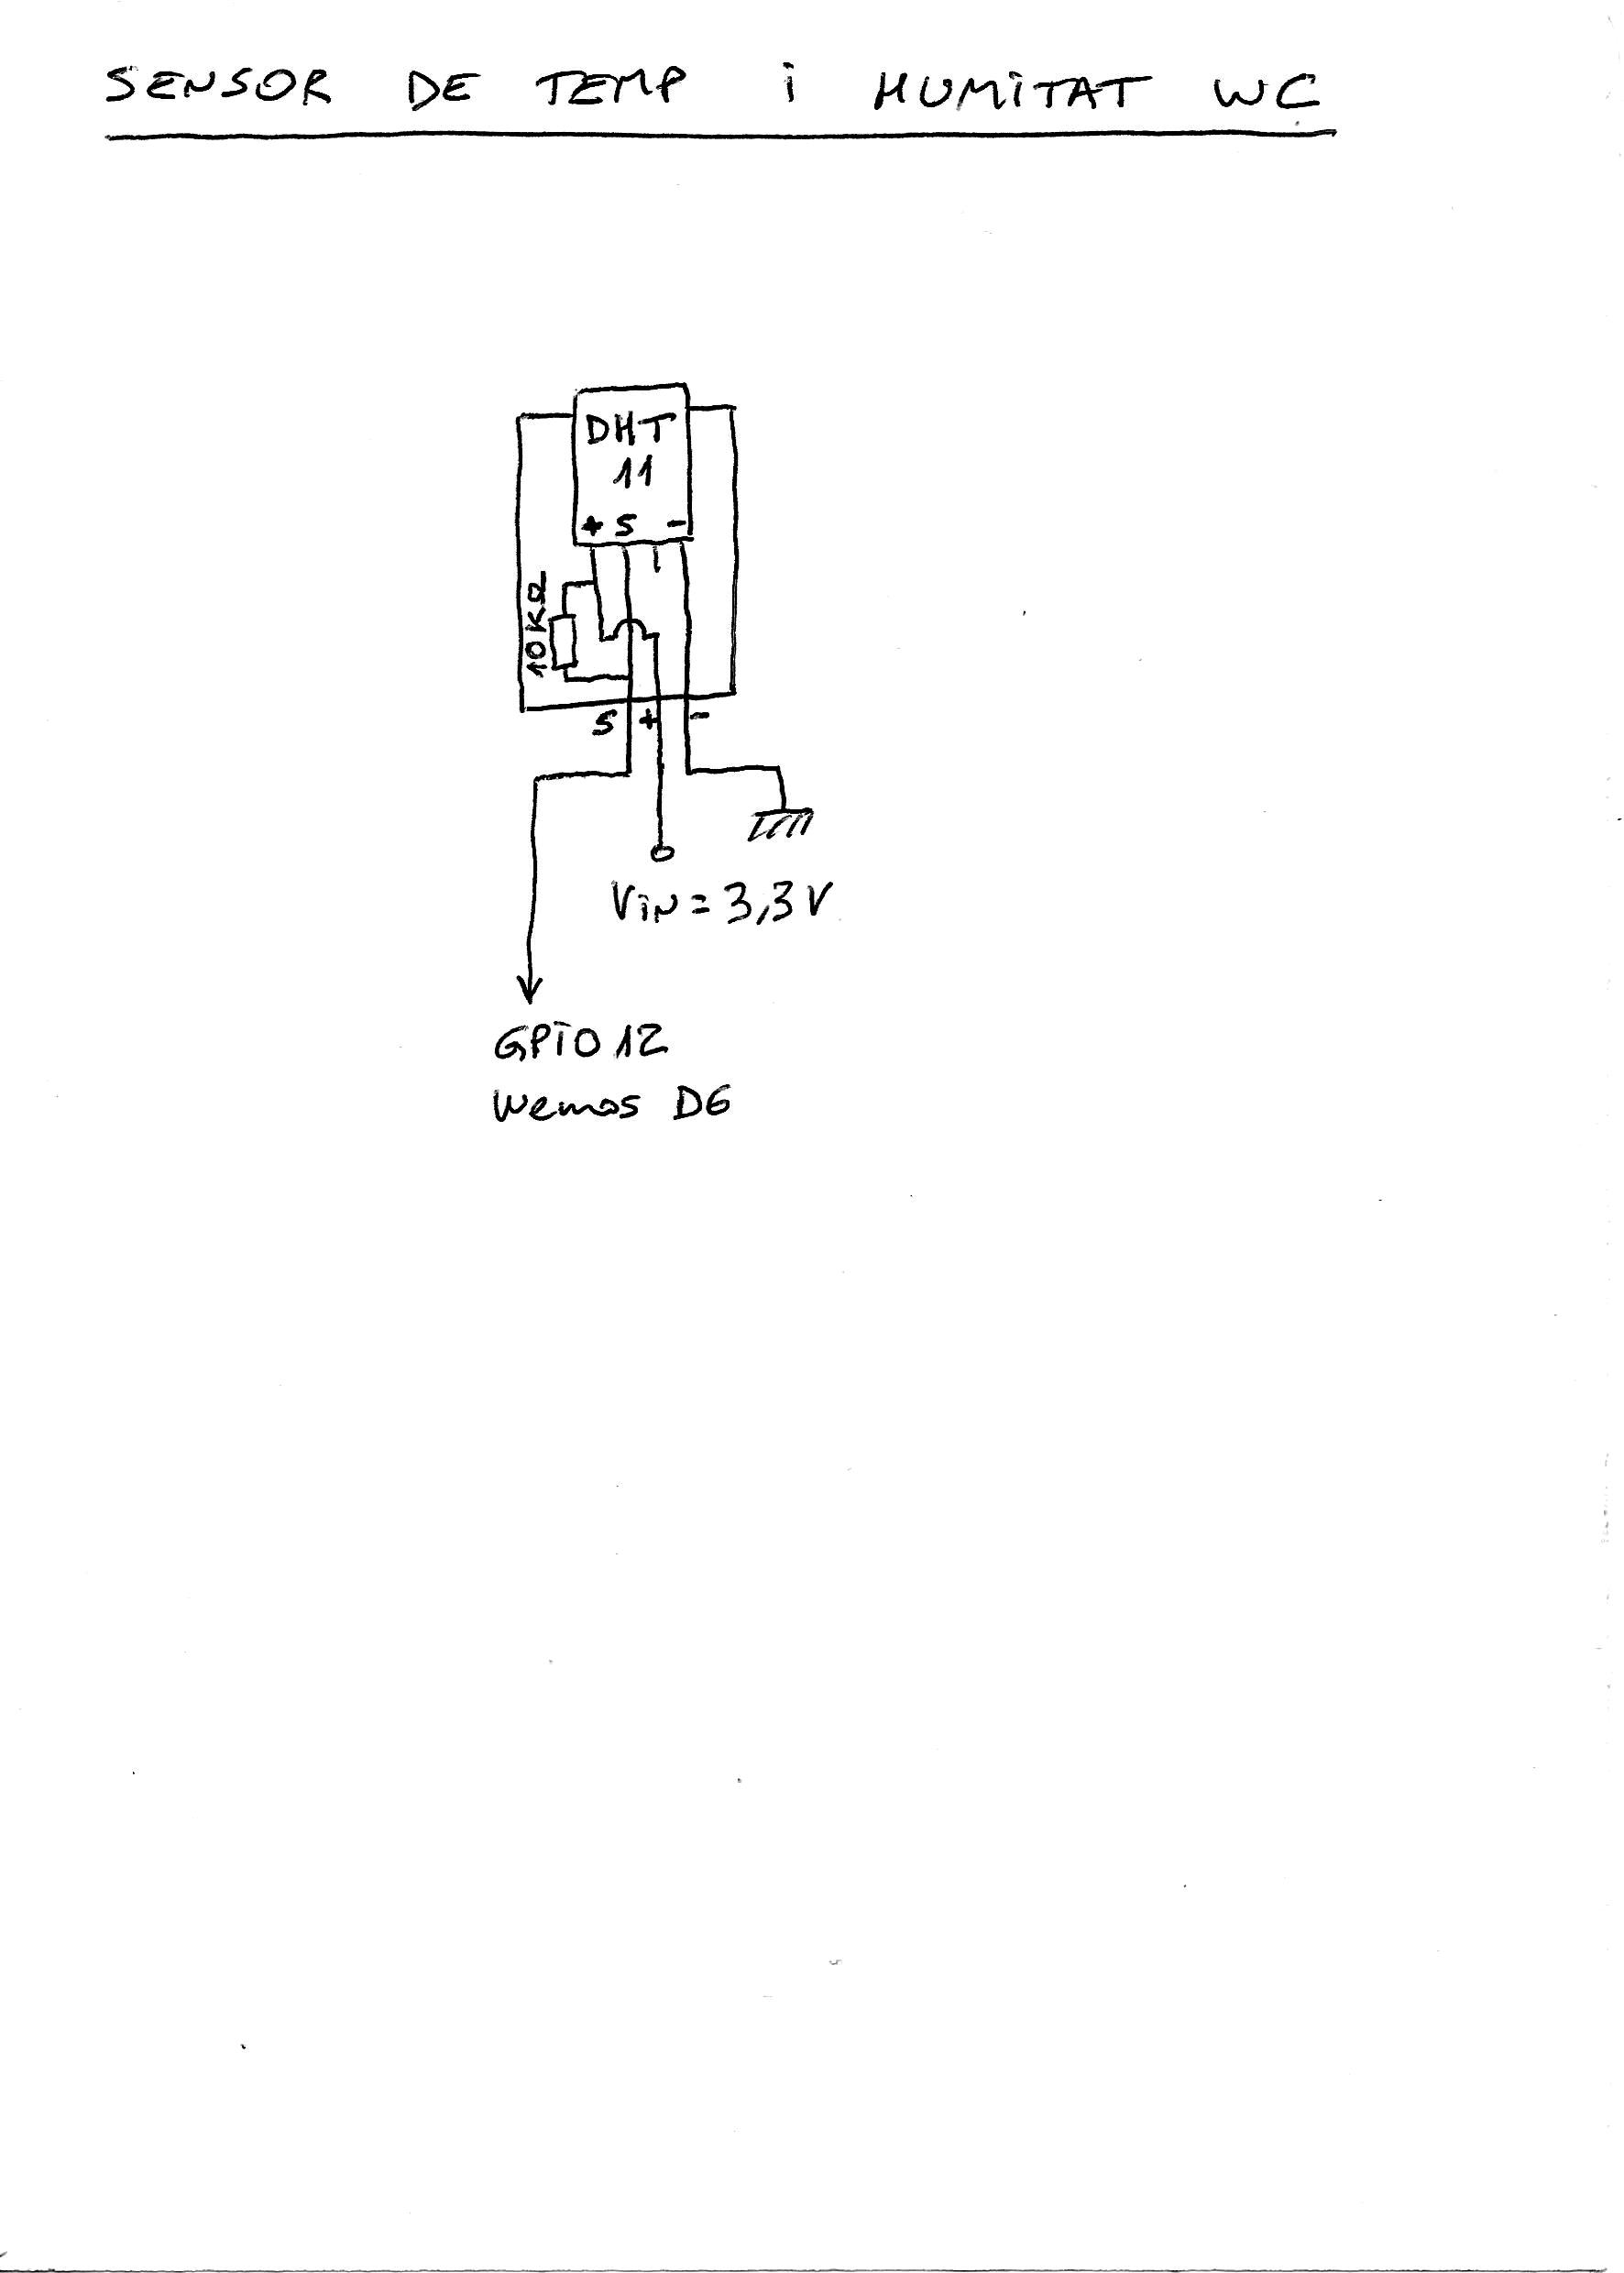 SENSOR DE TEMP i HUMiTAT WC
DHT
11
+ S -
10KΩ
S + -
Vin = 3,3V
GPiO 12
Wemos D6